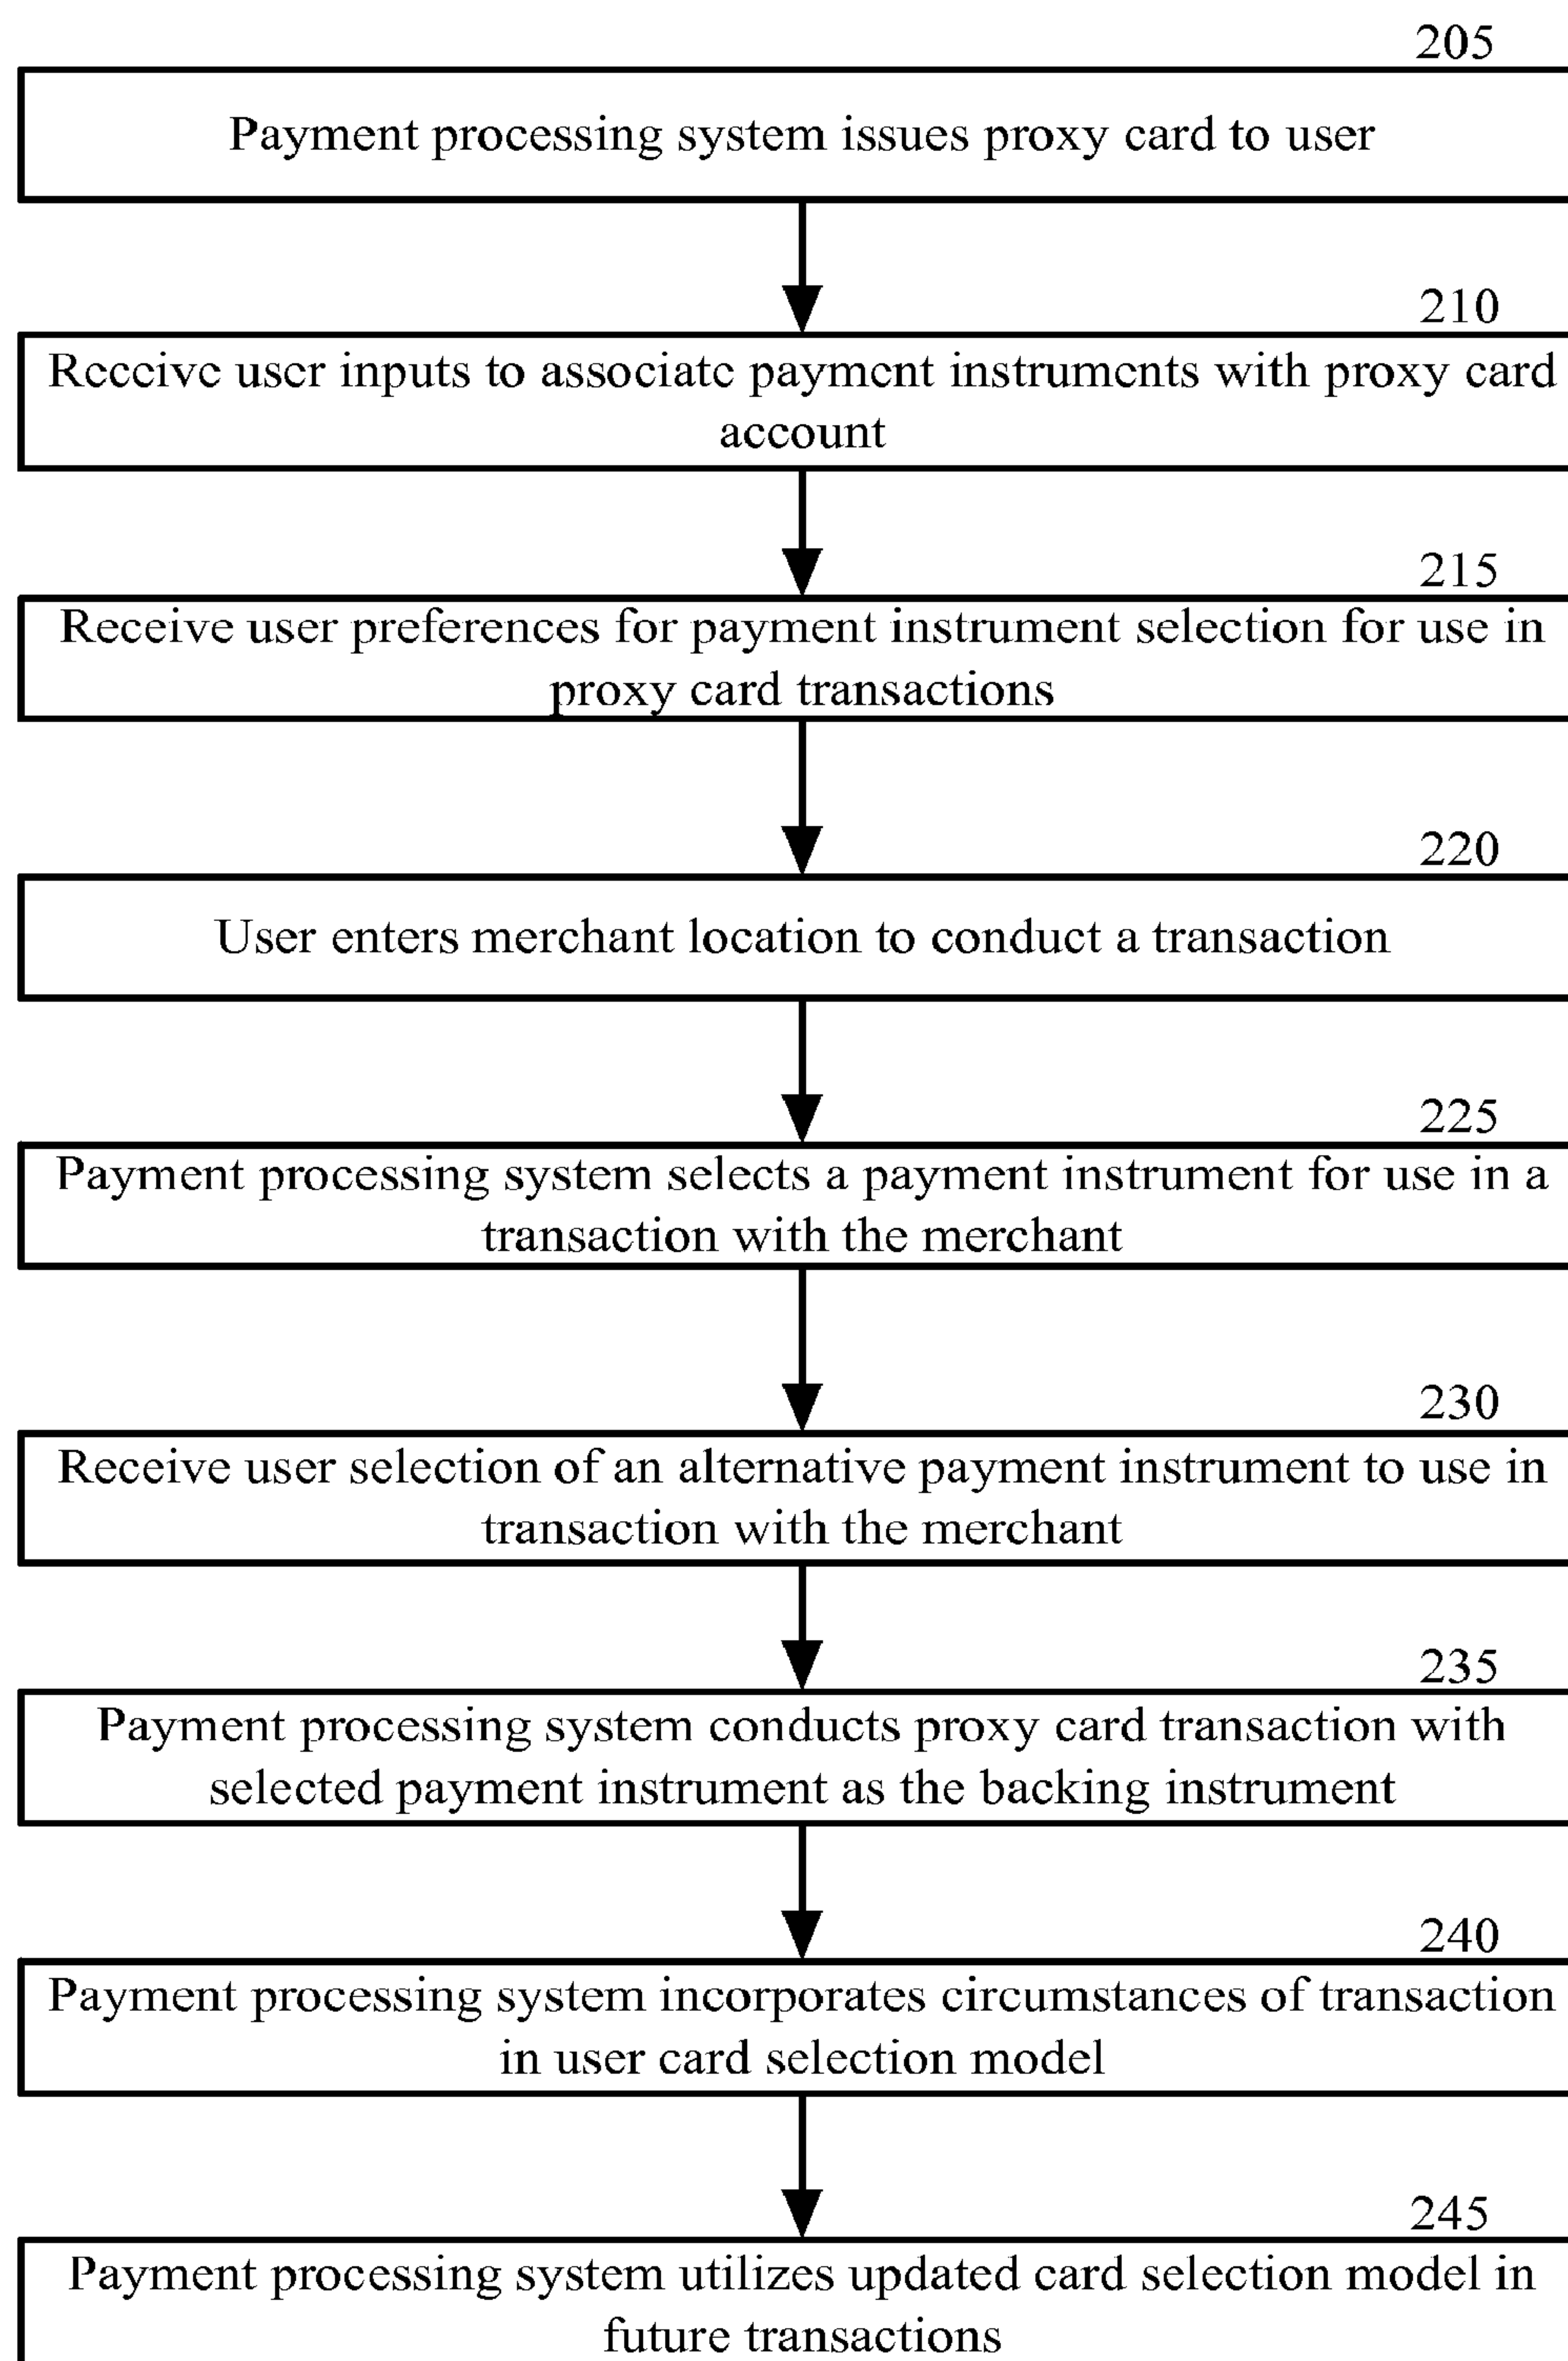 205
Payment processing system issues proxy card to user
210
Receive user inputs to associate payment instruments with proxy card
account
215
Receive user preferences for payment instrument selection for use in
proxy card transactions
220
User enters merchant location to conduct a transaction
225
Payment processing system selects a payment instrument for use in a
transaction with the merchant
230
Receive user selection of an alternative payment instrument to use in
transaction with the merchant
235
Payment processing system conducts proxy card transaction with
selected payment instrument as the backing instrument
240
Payment processing system incorporates circumstances of transaction
in user card selection model
245
Payment processing system utilizes updated card selection model in
future transactions